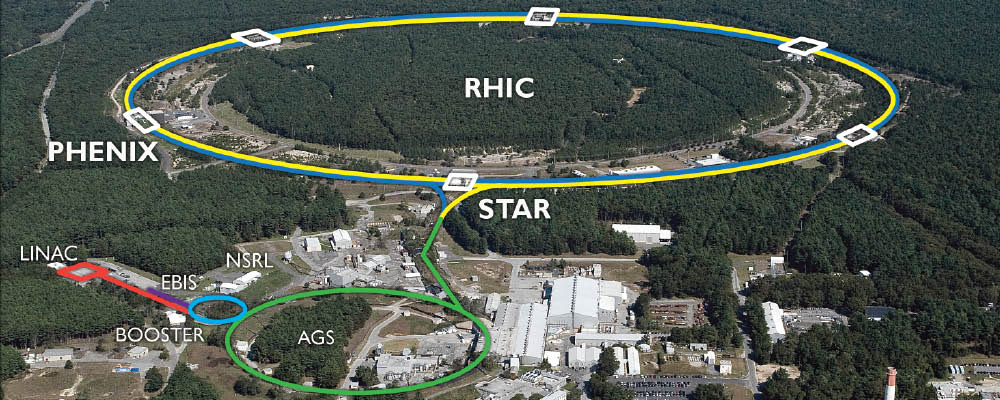 RHIC
PHENIX
STAR
LINAC
NSRL
EBIS
BOOSTER
AGS